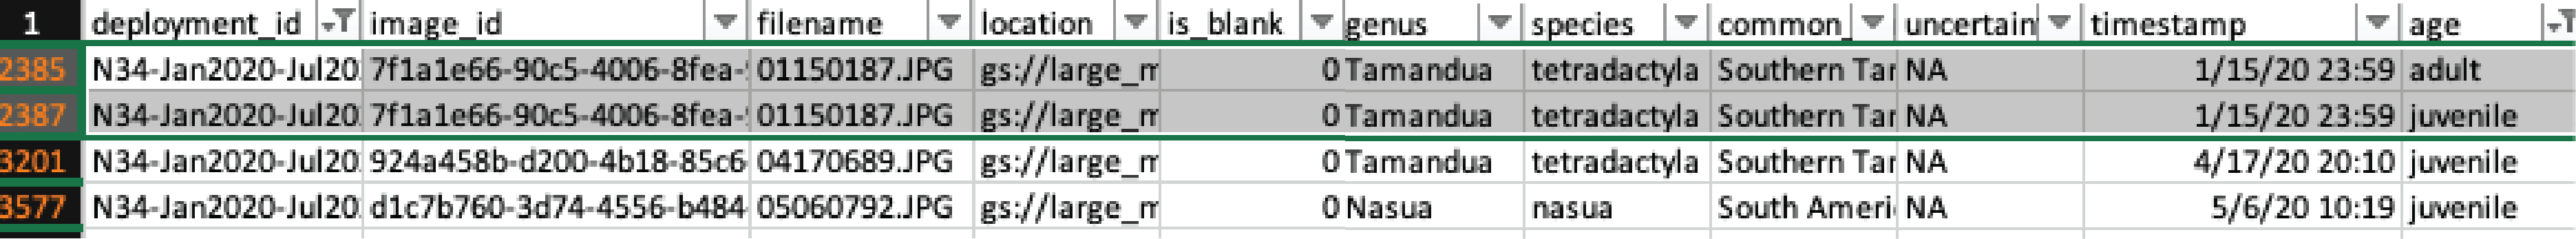 1 deployment_id image_id filename location is_blank genus species common_ uncertain timestamp age
2385 N34-Jan2020-Jul20 7f1a1e66-90c5-4006-8fea- 01150187.JPG gs://large_m 0 Tamandua tetradactyla Southern Tar NA 1/15/20 23:59 adult
2387 N34-Jan2020-Jul20 7f1a1e66-90c5-4006-8fea- 01150187.JPG gs://large_m 0 Tamandua tetradactyla Southern Tar NA 1/15/20 23:59 juvenile
3201 N34-Jan2020-Jul20 924a458b-d200-4b18-85c6 04170689.JPG gs://large_m 0 Tamandua tetradactyla Southern Tar NA 4/17/20 20:10 juvenile
3577 N34-Jan2020-Jul20 d1c7b760-3d74-4556-b484 05060792.JPG gs://large_m 0 Nasua nasua South Ameri NA 5/6/20 10:19 juvenile